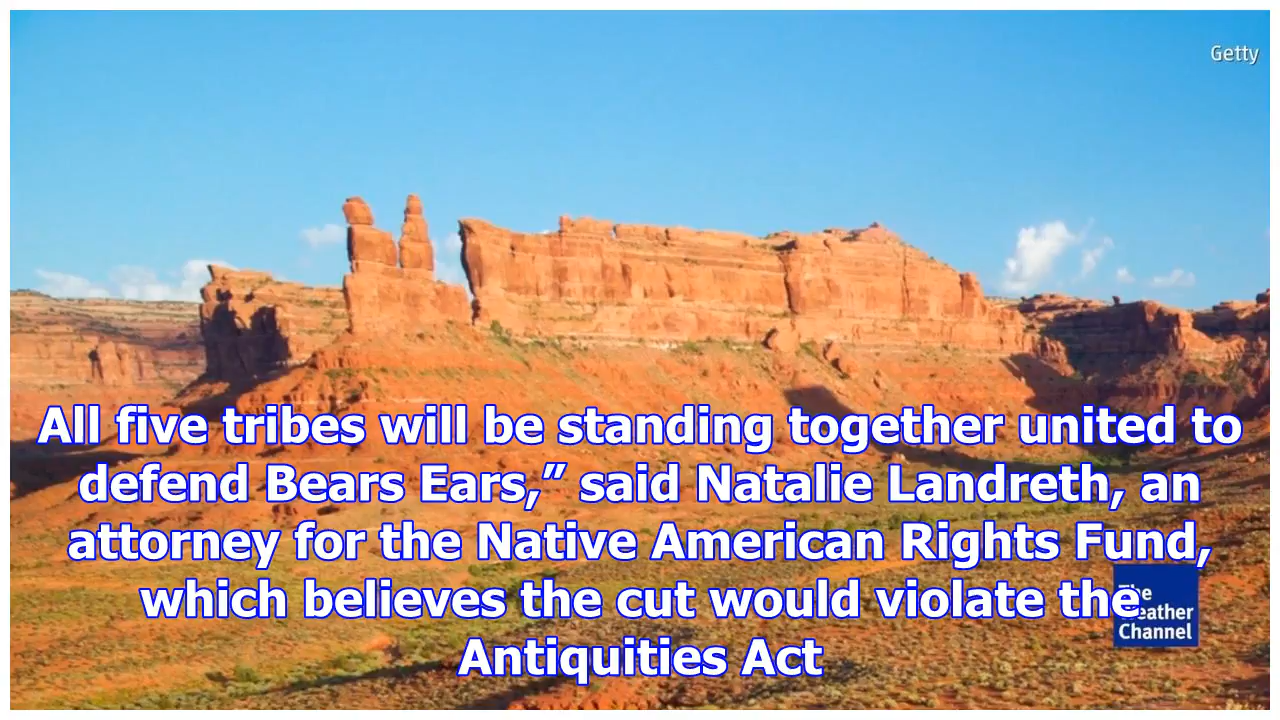 Getty
All five tribes will be standing together united to
defend Bears Ears,” said Natalie Landreth, an
attorney for the Native American Rights Fund,
which believes the cut would violate the
Antiquities Act
The
Weather
Channel